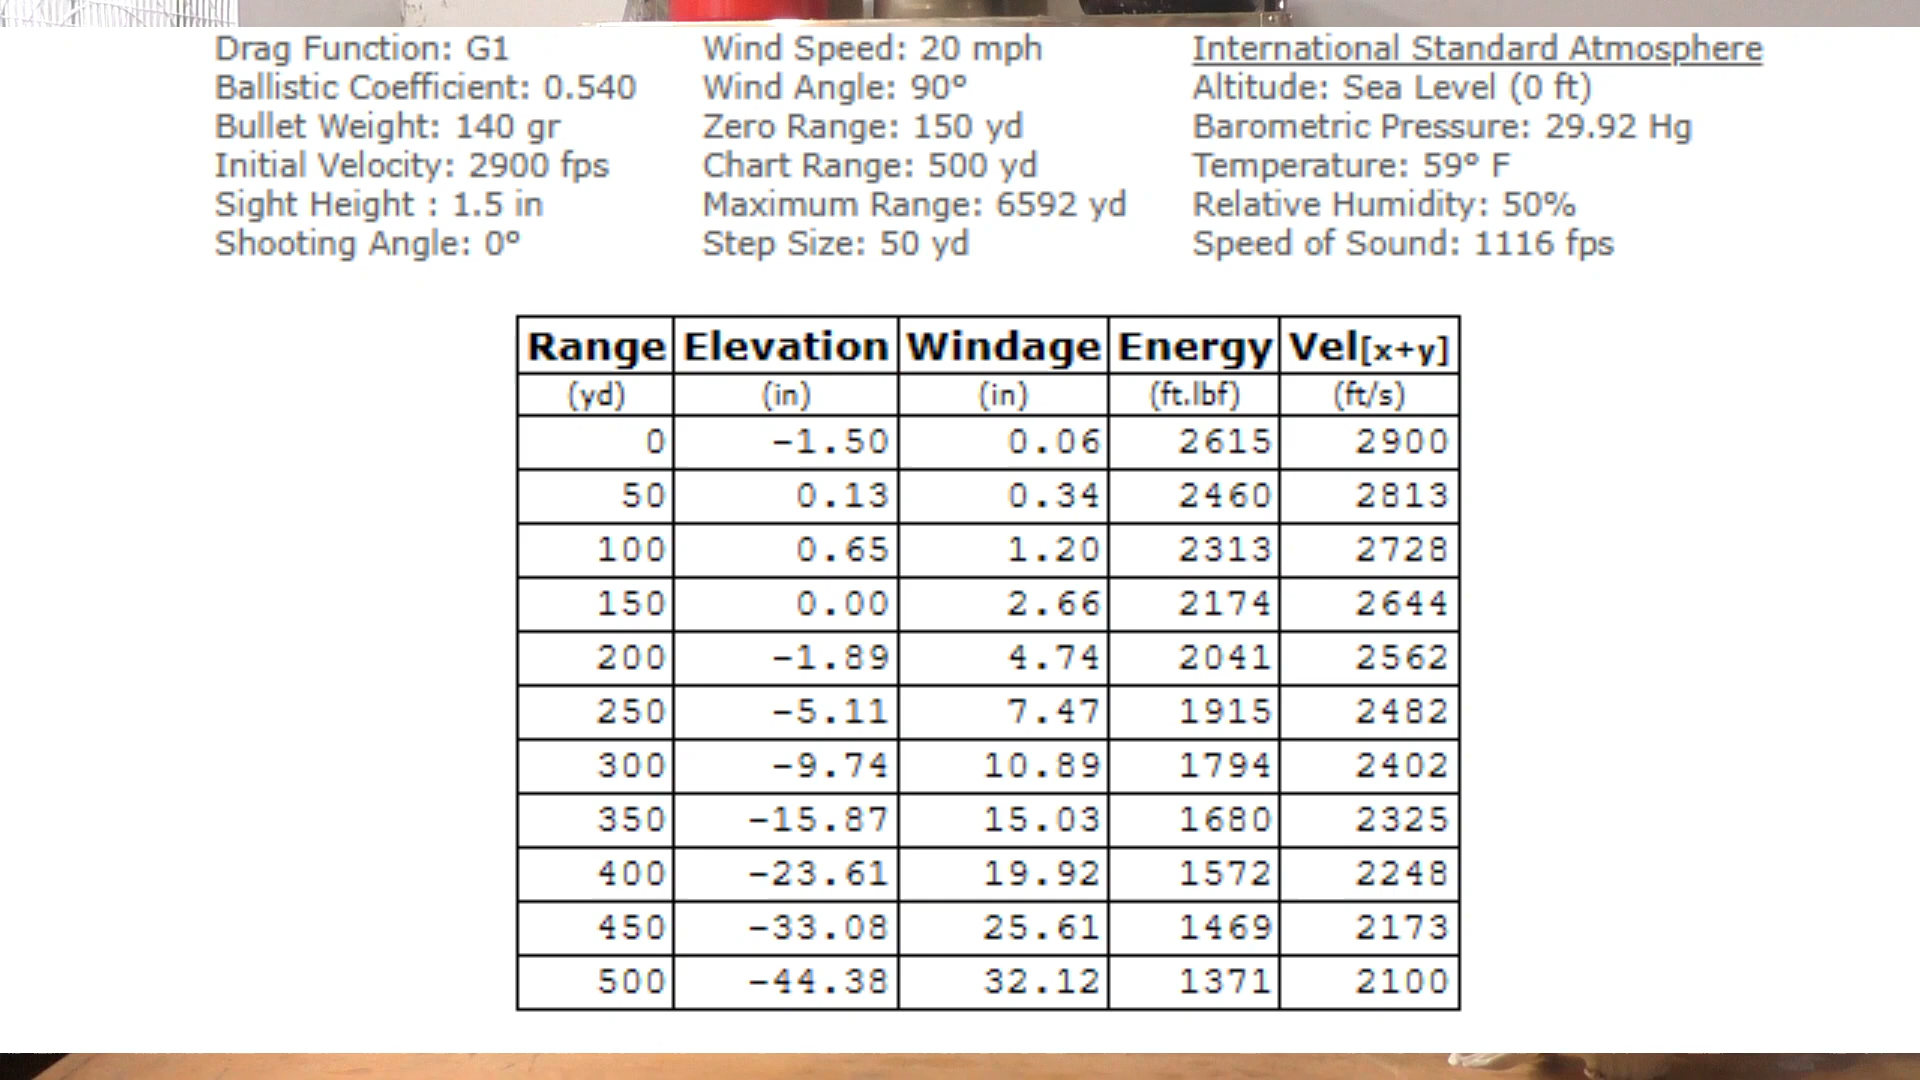 Drag Function: G1
Ballistic Coefficient: 0.540
Bullet Weight: 140 gr
Initial Velocity: 2900 fps
Sight Height : 1.5 in
Shooting Angle: 0°
Wind Speed: 20 mph
Wind Angle: 90°
Zero Range: 150 yd
Chart Range: 500 yd
Maximum Range: 6592 yd
Step Size: 50 yd
International Standard Atmosphere
Altitude: Sea Level (0 ft)
Barometric Pressure: 29.92 Hg
Temperature: 59° F
Relative Humidity: 50%
Speed of Sound: 1116 fps
Range Elevation Windage Energy Vel[x+y]
(yd) (in) (in) (ft.lbf) (ft/s)
0 -1.50 0.06 2615 2900
50 0.13 0.34 2460 2813
100 0.65 1.20 2313 2728
150 0.00 2.66 2174 2644
200 -1.89 4.74 2041 2562
250 -5.11 7.47 1915 2482
300 -9.74 10.89 1794 2402
350 -15.87 15.03 1680 2325
400 -23.61 19.92 1572 2248
450 -33.08 25.61 1469 2173
500 -44.38 32.12 1371 2100